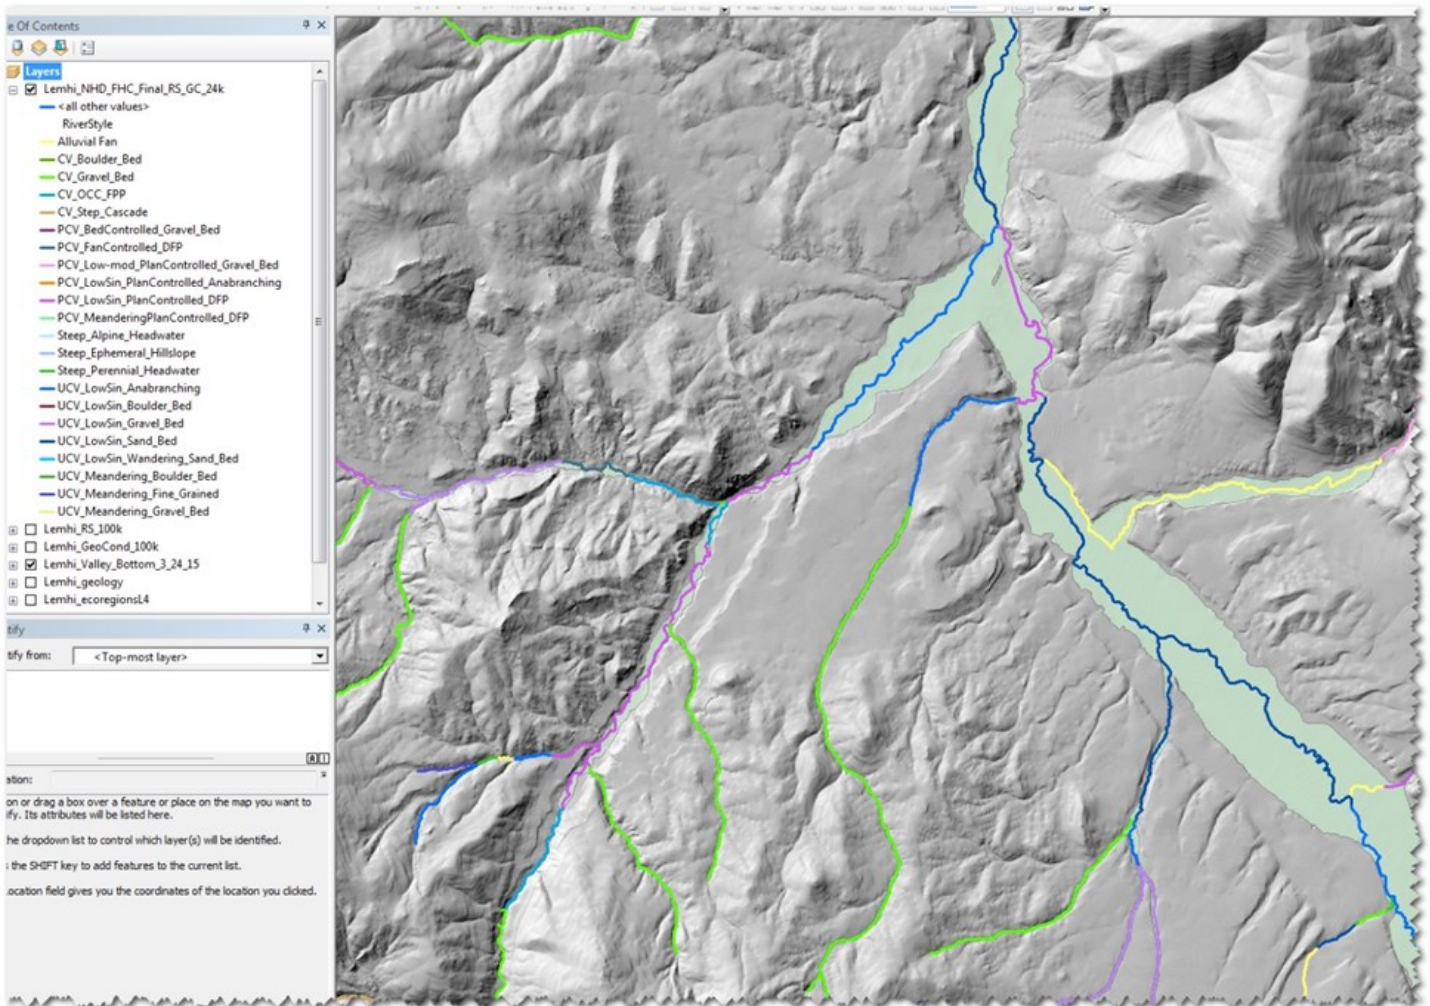 e Of Contents
Layers
Lemhi_NHD_FHC_Final_RS_GC_24k
<all other values>
RiverStyle
Alluvial Fan
CV_Boulder_Bed
CV_Gravel_Bed
CV_OCC_FPP
CV_Step_Cascade
PCV_BedControlled_Gravel_Bed
PCV_FanControlled_DFP
PCV_Low-mod_PlanControlled_Gravel_Bed
PCV_LowSin_PlanControlled_Anabranching
PCV_LowSin_PlanControlled_DFP
PCV_MeanderingPlanControlled_DFP
Steep_Alpine_Headwater
Steep_Ephemeral_Hillslope
Steep_Perennial_Headwater
UCV_LowSin_Anabranching
UCV_LowSin_Boulder_Bed
UCV_LowSin_Gravel_Bed
UCV_LowSin_Sand_Bed
UCV_LowSin_Wandering_Sand_Bed
UCV_Meandering_Boulder_Bed
UCV_Meandering_Fine_Grained
UCV_Meandering_Gravel_Bed
Lemhi_RS_100k
Lemhi_GeoCond_100k
Lemhi_Valley_Bottom_3_24_15
Lemhi_geology
Lemhi_ecoregionsL4
tify
tify from: <Top-most layer>
ation:
on or drag a box over a feature or place on the map you want to
ify. Its attributes will be listed here.
he dropdown list to control which layer(s) will be identified.
s the SHIFT key to add features to the current list.
ocation field gives you the coordinates of the location you clicked.